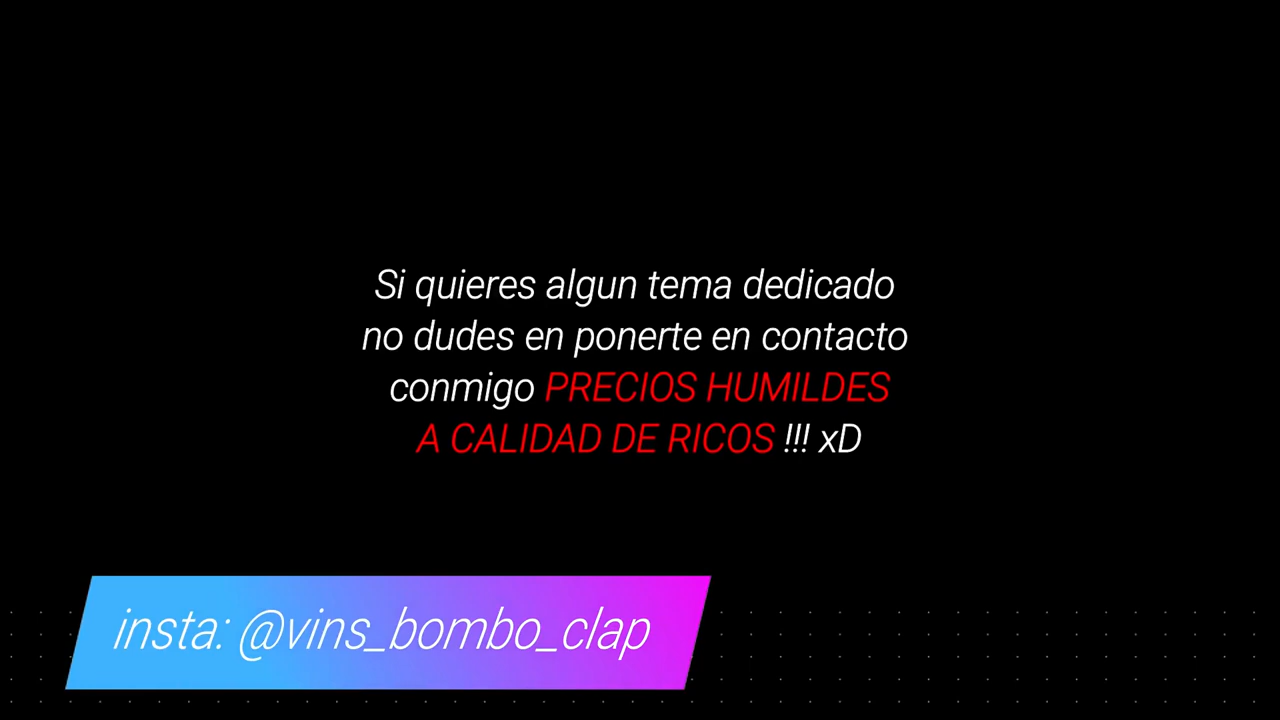 Si quieres algun tema dedicado
no dudes en ponerte en contacto
conmigo PRECIOS HUMILDES
A CALIDAD DE RICOS !!! xD
insta: @vins_bombo_clap